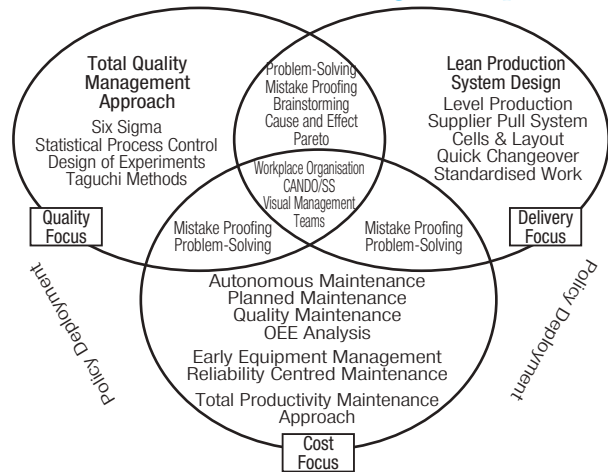 Total Quality
Management
Approach
Six Sigma
Statistical Process Control
Design of Experiments
Taguchi Methods
Problem-Solving
Mistake Proofing
Brainstorming
Cause and Effect
Pareto
Lean Production
System Design
Level Production
Supplier Pull System
Cells & Layout
Quick Changeover
Standardised Work
Workplace Organisation
CANDO/SS
Visual Management
Teams
Quality
Focus
Mistake Proofing
Problem-Solving
Mistake Proofing
Problem-Solving
Delivery
Focus
Policy Deployment
Policy Deployment
Autonomous Maintenance
Planned Maintenance
Quality Maintenance
OEE Analysis
Early Equipment Management
Reliability Centred Maintenance
Total Productivity Maintenance
Approach
Cost
Focus